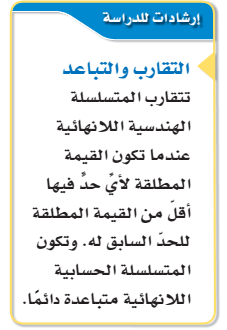 إرشادات للدراسة
التقارب والتباعد
تتقارب المتسلسلة
الهندسية اللانهائية
عندما تكون القيمة
المطلقة لأيِّ حدٍّ فيها
أقلّ من القيمة المطلقة
للحدّ السابق له. وتكون
المتسلسلة الحسابية
اللانهائية متباعدة دائمًا.